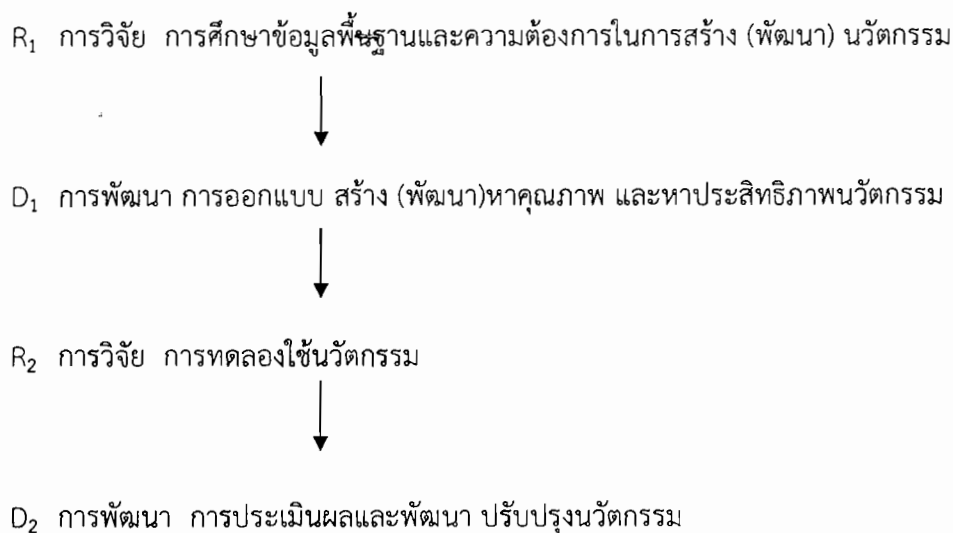 R₁ การวิจัย การศึกษาข้อมูลพื้นฐานและความต้องการในการสร้าง (พัฒนา) นวัตกรรม
D₁ การพัฒนา การออกแบบ สร้าง (พัฒนา)หาคุณภาพ และหาประสิทธิภาพนวัตกรรม
R₂ การวิจัย การทดลองใช้นวัตกรรม
D₂ การพัฒนา การประเมินผลและพัฒนา ปรับปรุงนวัตกรรม